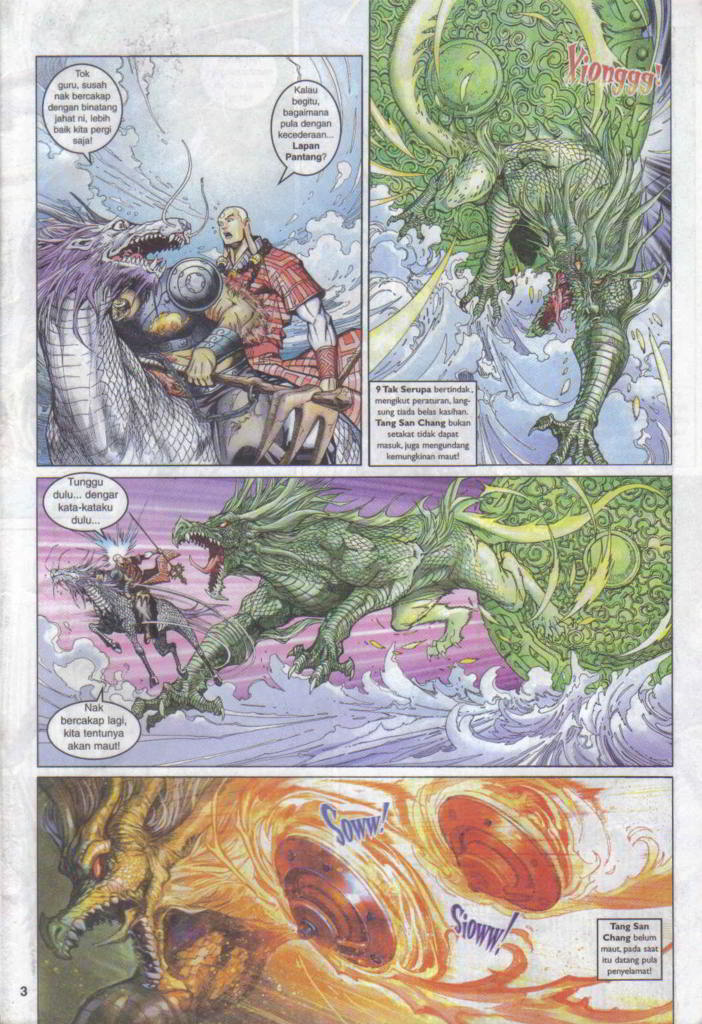 Tok
guru, susah
nak bercakap
dengan binatang
jahat ni, lebih
baik kita pergi
saja!
Kalau
begitu,
bagaimana
pula dengan
kecederaan...
Lapan
Pantang?
Yionggg!
9 Tak Serupa bertindak,
mengikut peraturan, lang-
sung tiada belas kasihan.
Tang San Chang bukan
setakat tidak dapat
masuk, juga mengundang
kemungkinan maut!
Tunggu
dulu... dengar
kata-kataku
dulu...
Nak
bercakap lagi,
kita tentunya
akan maut!
Soww!
Sioww!
Tang San
Chang belum
maut, pada saat
itu datang pula
penyelamat!
3